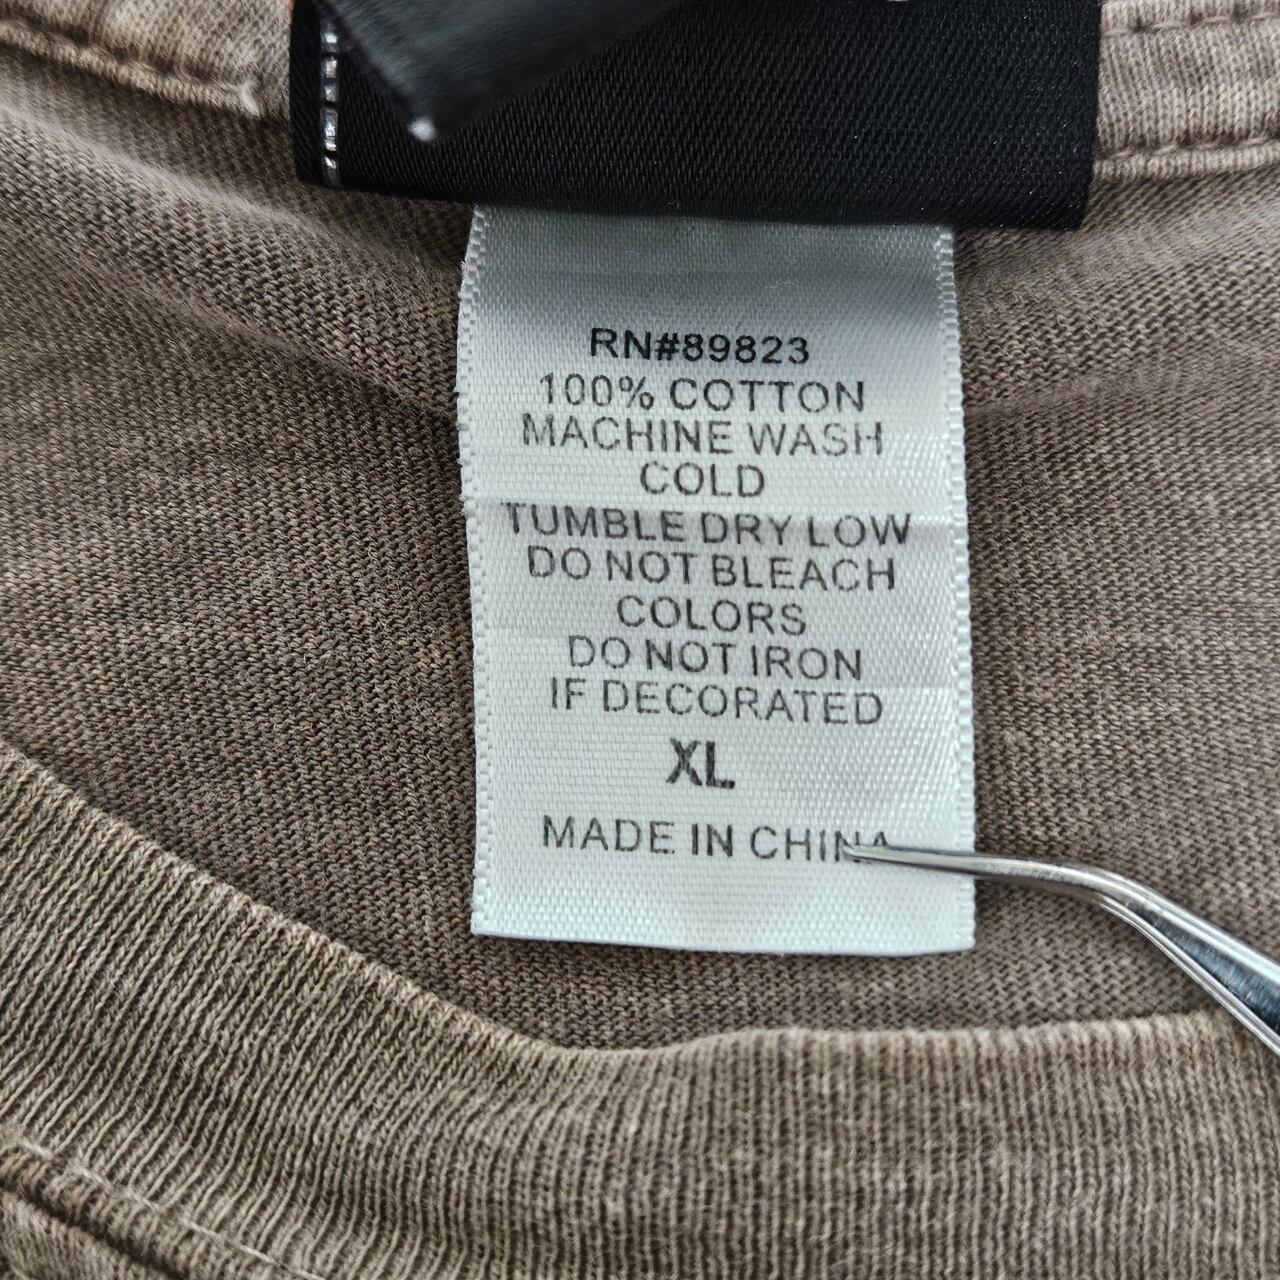 RN#89823
100% COTTON
MACHINE WASH
COLD
TUMBLE DRY LOW
DO NOT BLEACH
COLORS
DO NOT IRON
IF DECORATED
XL
MADE IN CHINA